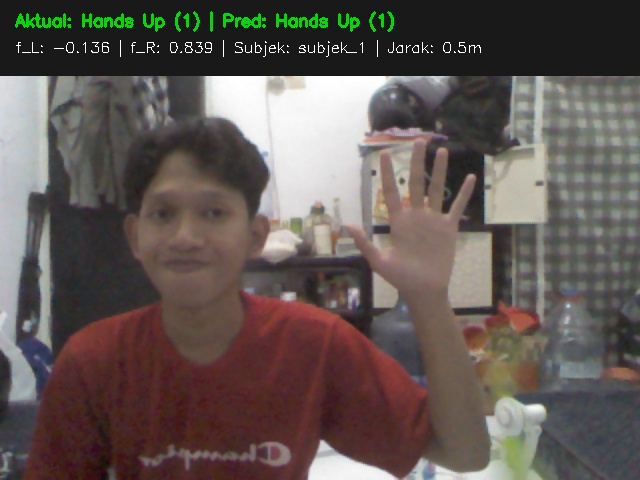 Aktual: Hands Up (1) | Pred: Hands Up (1)
f_L: -0.136 | f_R: 0.839 | Subjek: subjek_1 | Jarak: 0.5m
Champion